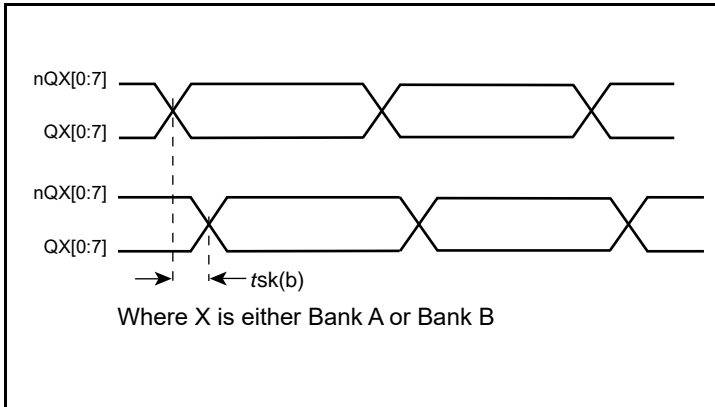 nQX[0:7]
QX[0:7]
nQX[0:7]
QX[0:7]
tsk(b)
Where X is either Bank A or Bank B